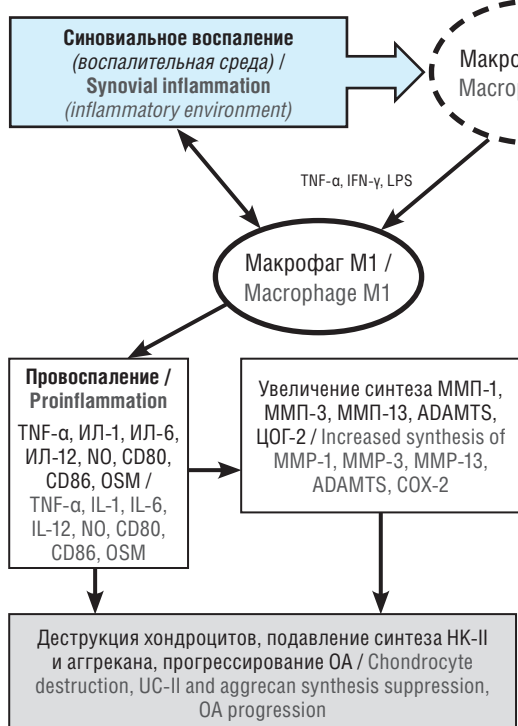 Синовиальное воспаление
(воспалительная среда) /
Synovial inflammation
(inflammatory environment)
TNF-α, IFN-γ, LPS
Макрофаг М1 /
Macrophage M1
Провоспаление /
Proinflammation
TNF-α, ИЛ-1, ИЛ-6,
ИЛ-12, NO, CD80,
CD86, OSM /
TNF-α, IL-1, IL-6,
IL-12, NO, CD80,
CD86, OSM
Увеличение синтеза ММП-1,
ММП-3, ММП-13, ADAMTS,
ЦОГ-2 / Increased synthesis of
MMP-1, MMP-3, MMP-13,
ADAMTS, COX-2
Деструкция хондроцитов, подавление синтеза НК-II
и аггрекана, прогрессирование ОА / Chondrocyte
destruction, UC-II and aggrecan synthesis suppression,
OA progression